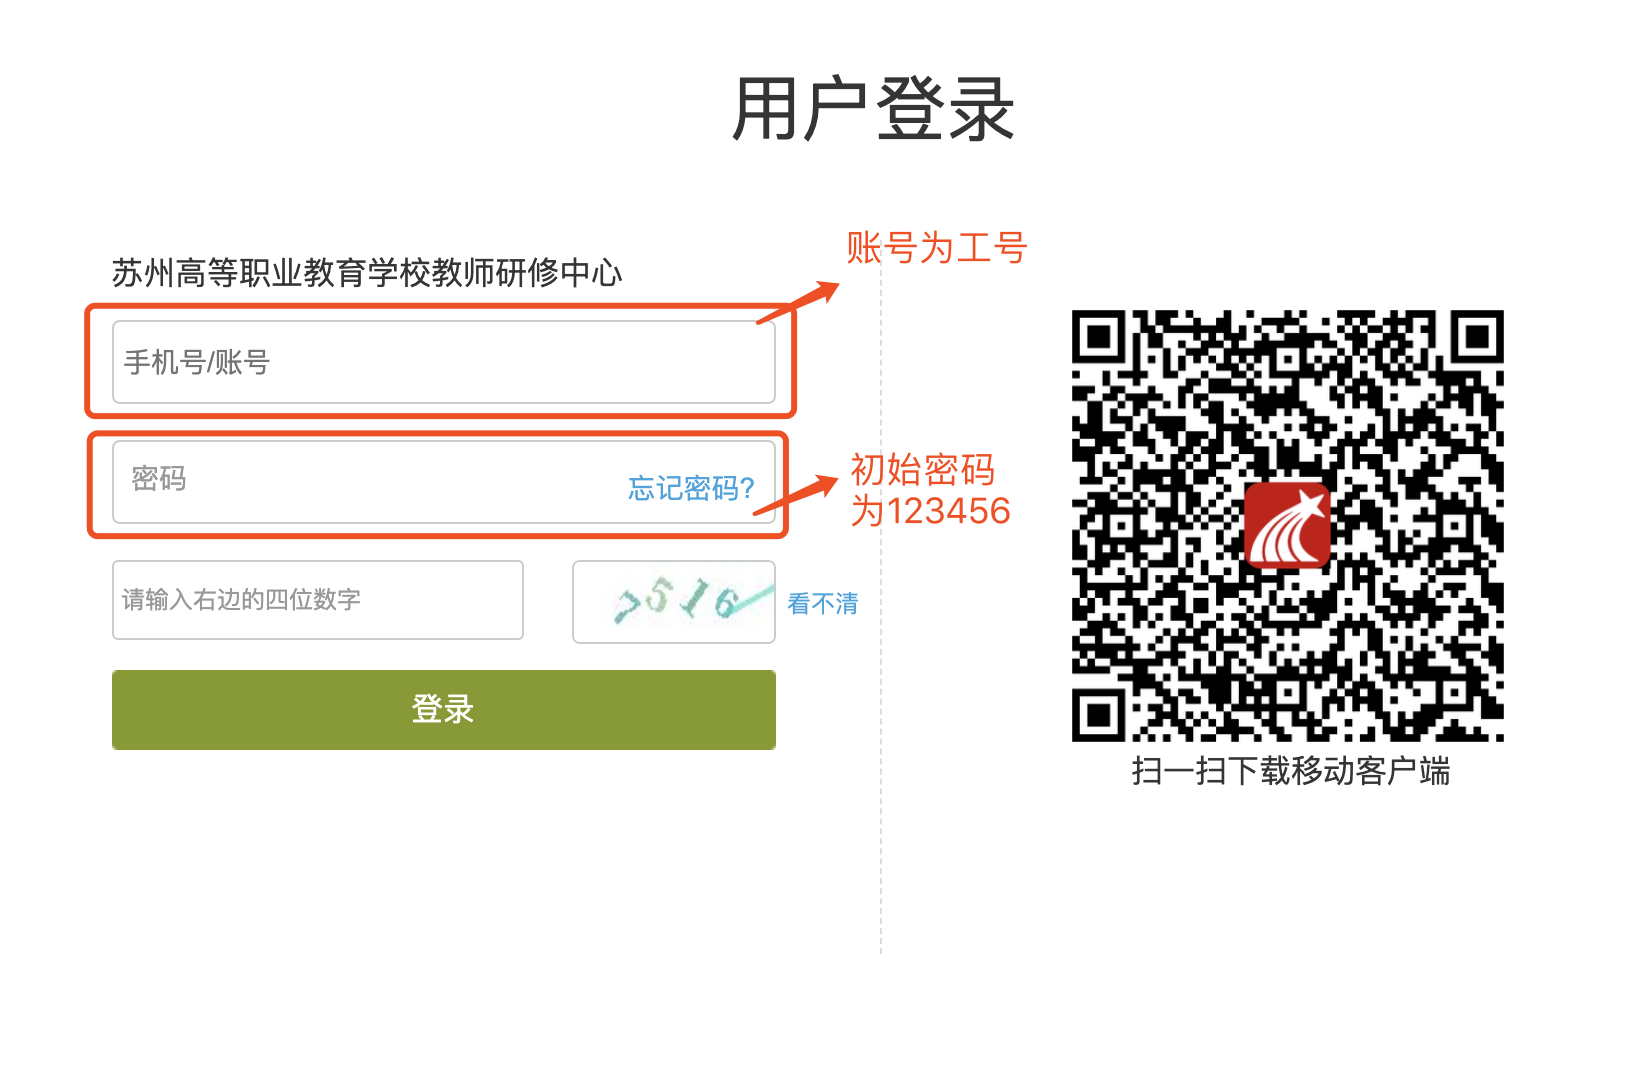 用户登录
苏州高等职业教育学校教师研修中心
账号为工号
手机号/账号
密码
忘记密码?
初始密码
为123456
请输入右边的四位数字
7516
看不清
登录
扫一扫下载移动客户端